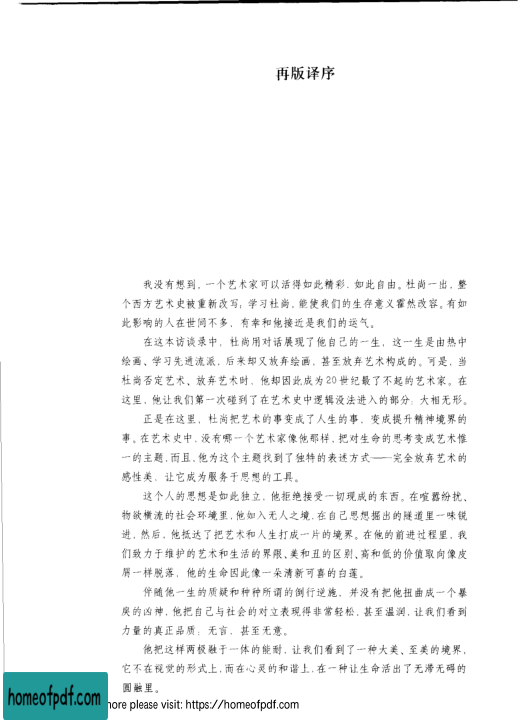 再版译序
我没有想到，一个艺术家可以活得如此精彩，如此自由。杜尚一出，整
个西方艺术史被重新改写；学习杜尚，能使我们的生存意义霍然改容。有如
此影响的人在世间不多，有幸和他接近是我们的运气。
在这本访谈录中，杜尚用对话展现了他自己的一生，这一生是由热中
绘画、学习先进流派，后来却又放弃绘画，甚至放弃艺术构成的。可是，当
杜尚否定艺术、放弃艺术时，他却因此成为20世纪最了不起的艺术家。在
这里，他让我们第一次碰到了在艺术史中逻辑没法进入的部分：大相无形。
正是在这里，杜尚把艺术的事变成了人生的事，变成提升精神境界的
事。在艺术史中，没有哪一个艺术家像他那样，把对生命的思考变成艺术惟
一的主题，而且，他为这个主题找到了独特的表述方式——完全放弃艺术的
感性美，让它成为服务于思想的工具。
这个人的思想是如此独立，他拒绝接受一切现成的东西。在喧嚣纷扰、
物欲横流的社会环境里，他如入无人之境，在自己思想掘出的隧道里一味锐
进，然后，他抵达了把艺术和人生打成一片的境界。在他的前进过程里，我
们致力于维护的艺术和生活的界限、美和丑的区别、高和低的价值取向像皮
屑一样脱落，他的生命因此像一朵清新可喜的白莲。
伴随他一生的质疑和种种所谓的倒行逆施，并没有把他扭曲成一个暴
戾的凶神，他把自己与社会的对立表现得非常轻松，甚至温润，让我们看到
力量的真正品质：无言，甚至无意。
他把这样两极融于一体的能耐，让我们看到了一种大美、至美的境界，
它不在视觉的形式上，而在心灵的和谐上，在一种让生命活出了无滞无碍的
圆融里。
homeofpdf.com
more please visit: https://homeofpdf.com